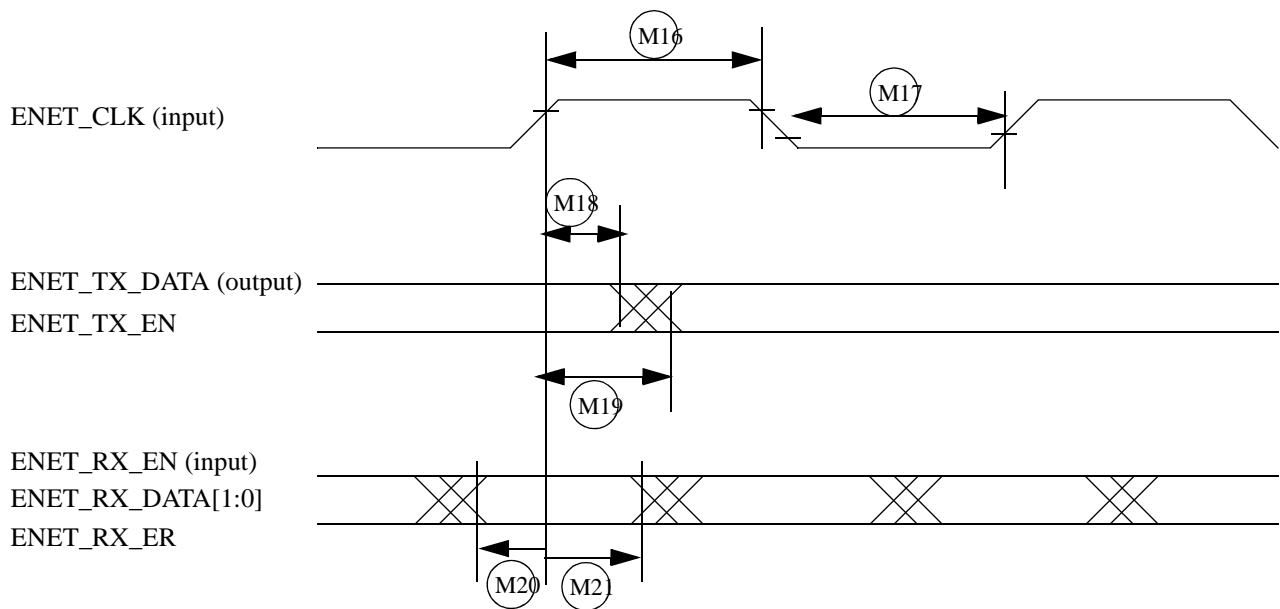 M16
ENET_CLK (input)
M17
M18
ENET_TX_DATA (output)
ENET_TX_EN
M19
ENET_RX_EN (input)
ENET_RX_DATA[1:0]
ENET_RX_ER
M20
M21